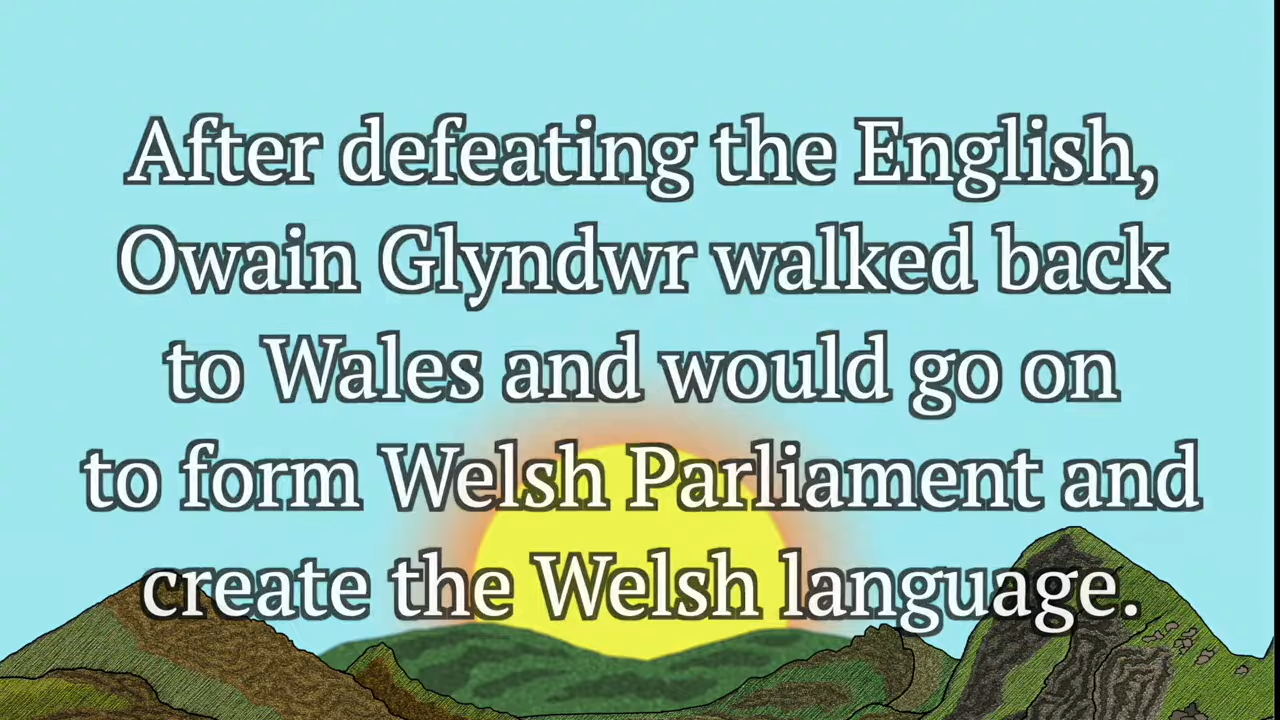 After defeating the English,
Owain Glyndwr walked back
to Wales and would go on
to form Welsh Parliament and
create the Welsh language.